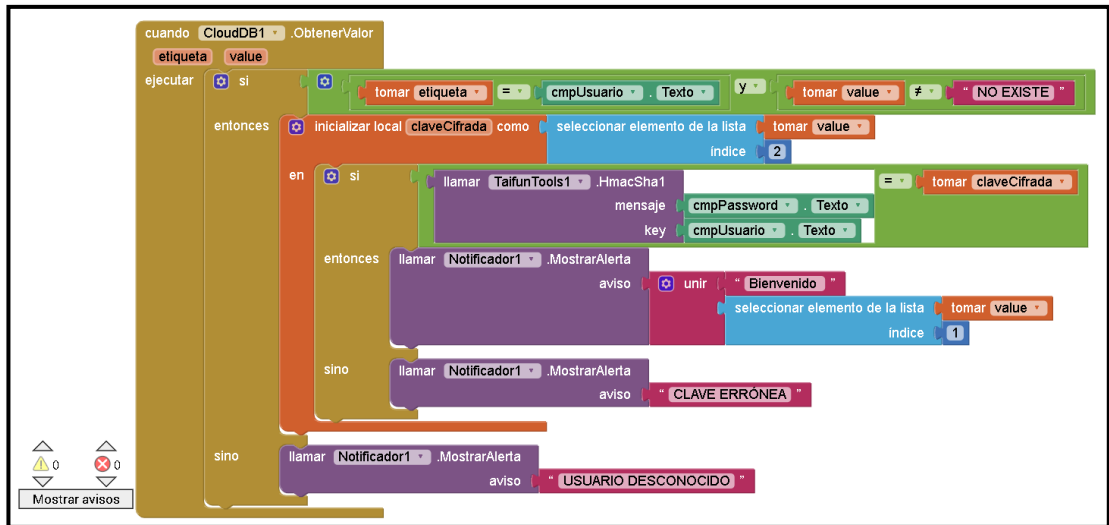 cuando CloudDB1 .ObtenerValor
etiqueta value
ejecutar si tomar etiqueta = cmpUsuario . Texto y tomar value ≠ " NO EXISTE "
entonces inicializar local claveCifrada como seleccionar elemento de la lista tomar value
índice 2
en si llamar TaifunTools1 .HmacSha1 = tomar claveCifrada
mensaje cmpPassword . Texto
key cmpUsuario . Texto
entonces llamar Notificador1 .MostrarAlerta
aviso unir " Bienvenido "
seleccionar elemento de la lista tomar value
índice 1
sino llamar Notificador1 .MostrarAlerta
aviso " CLAVE ERRÓNEA "
sino llamar Notificador1 .MostrarAlerta
aviso " USUARIO DESCONOCIDO "
0 0
Mostrar avisos